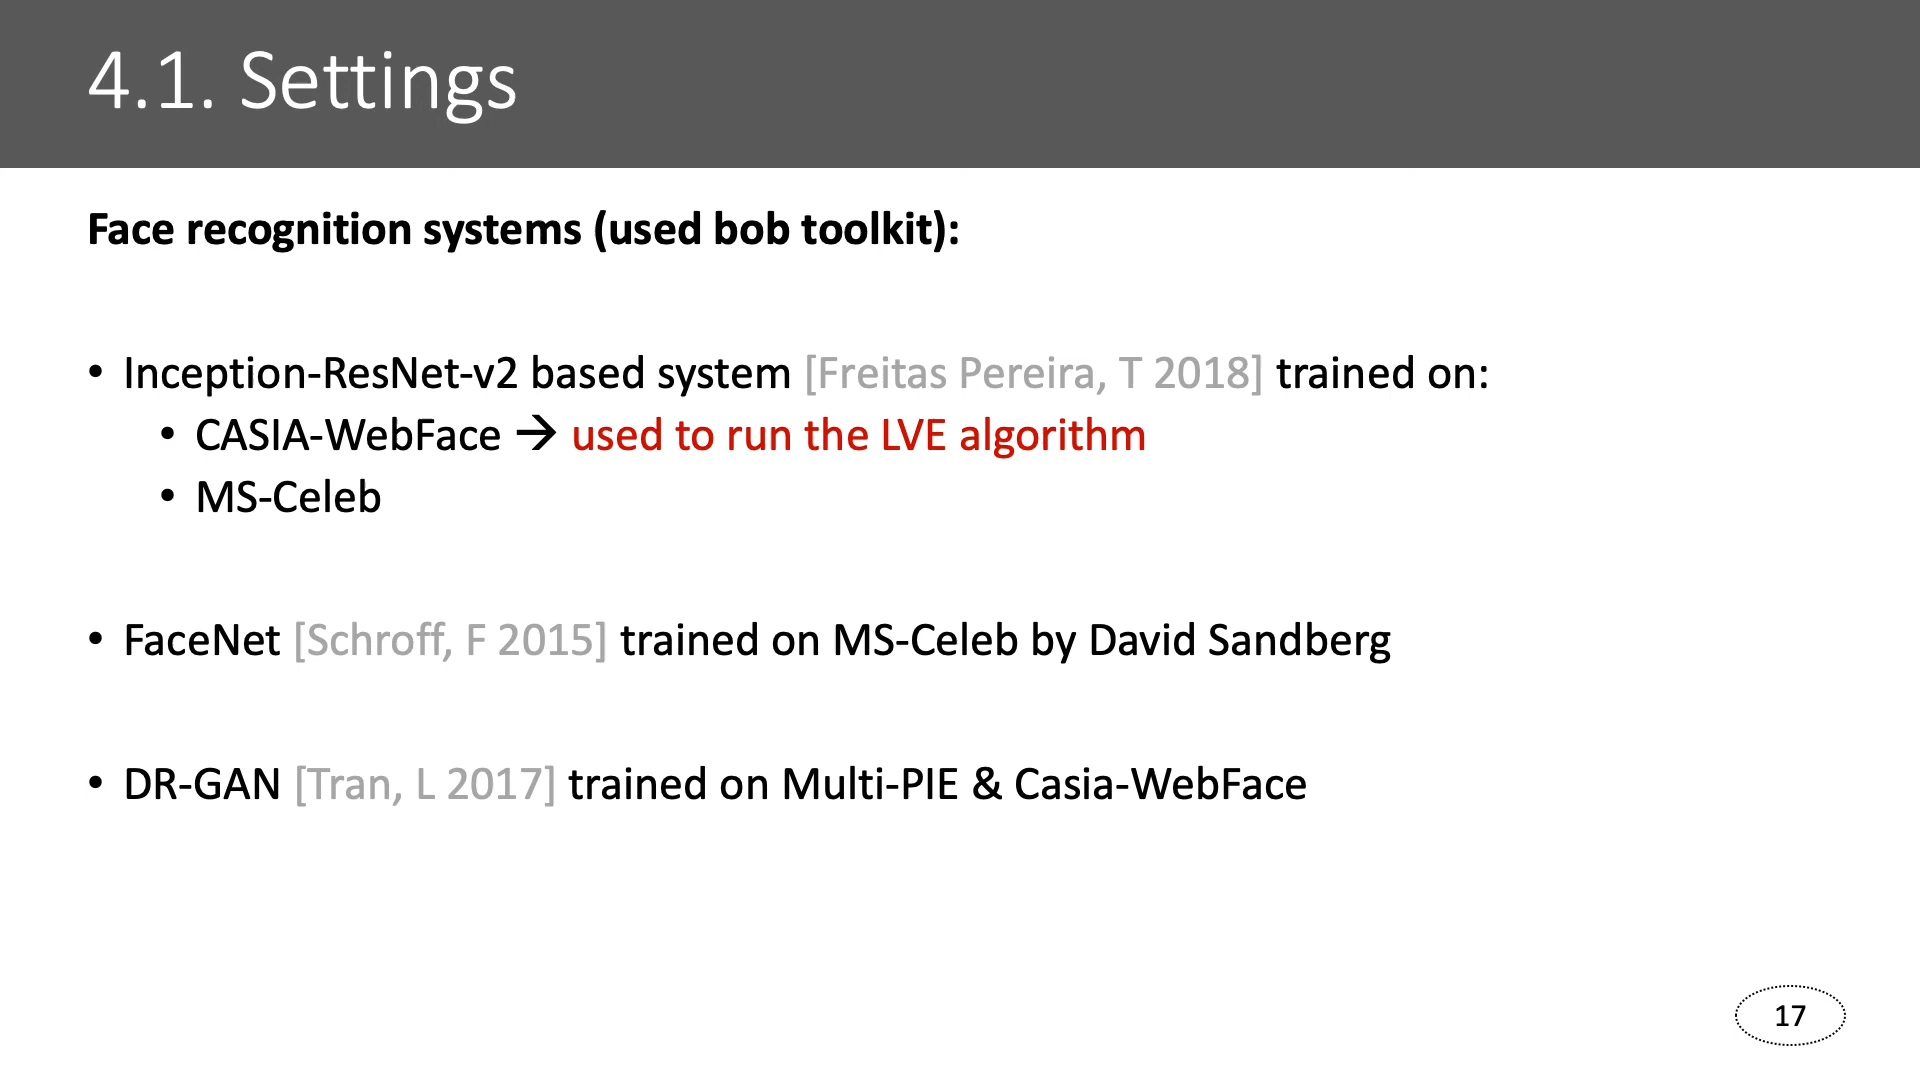 4.1. Settings
Face recognition systems (used bob toolkit):
• Inception-ResNet-v2 based system [Freitas Pereira, T 2018] trained on:
• CASIA-WebFace → used to run the LVE algorithm
• MS-Celeb
• FaceNet [Schroff, F 2015] trained on MS-Celeb by David Sandberg
• DR-GAN [Tran, L 2017] trained on Multi-PIE & Casia-WebFace
17